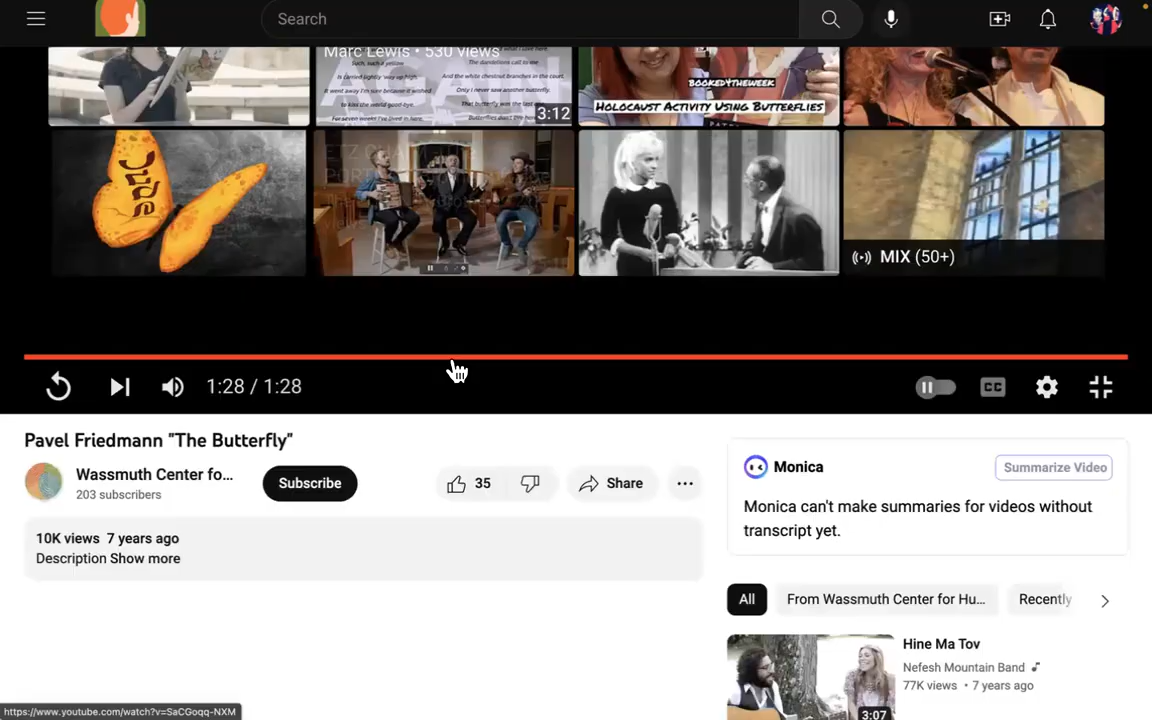 Search
Marc Lewis • 530 views
3:12
BOOKED4THEWEEK
HOLOCAUST ACTIVITY USING BUTTERFLIES
Jude
MIX (50+)
1:28 / 1:28
CC
Pavel Friedmann "The Butterfly"
Wassmuth Center fo...
203 subscribers
Subscribe
35
Share
10K views 7 years ago
Description Show more
Monica
Summarize Video
Monica can't make summaries for videos without
transcript yet.
All
From Wassmuth Center for Hu...
Recently
Hine Ma Tov
Nefesh Mountain Band
77K views • 7 years ago
3:07
https://www.youtube.com/watch?v=SaCGoqq-NXM